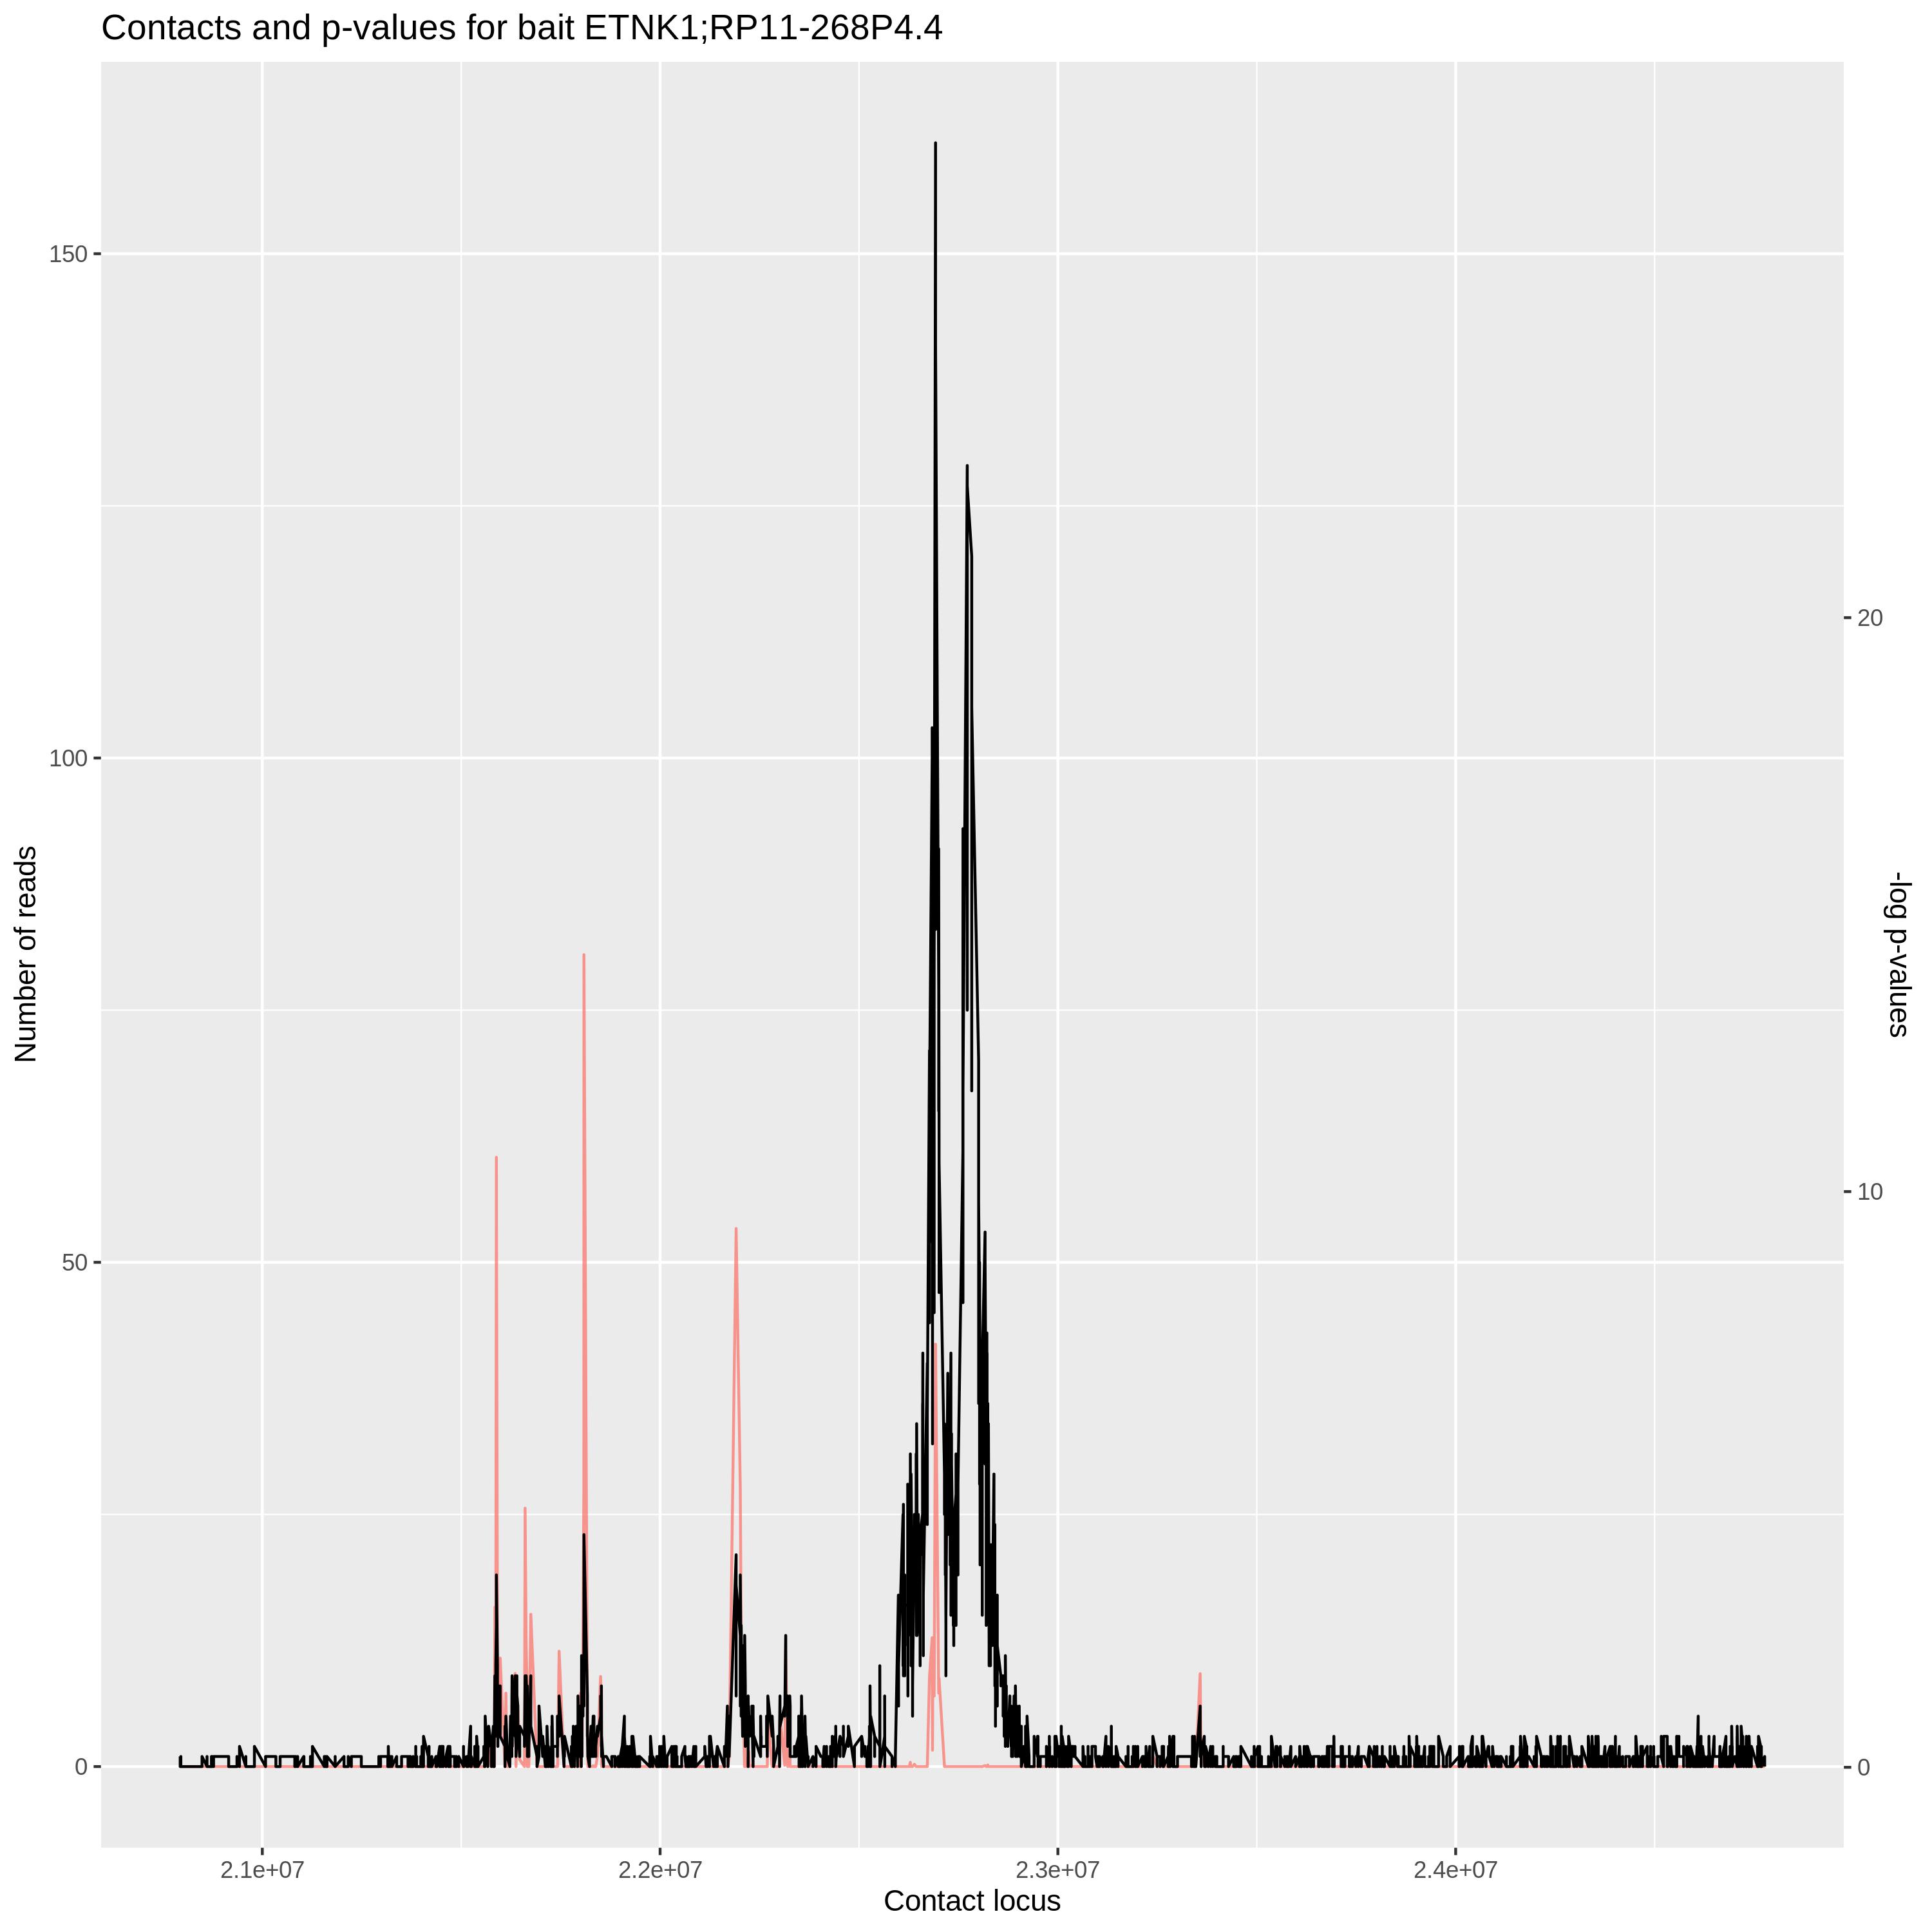 Contacts and p-values for bait ETNK1;RP11-268P4.4
150
100
50
0
Number of reads
20
10
0
-log p-values
2.1e+07
2.2e+07
2.3e+07
2.4e+07
Contact locus